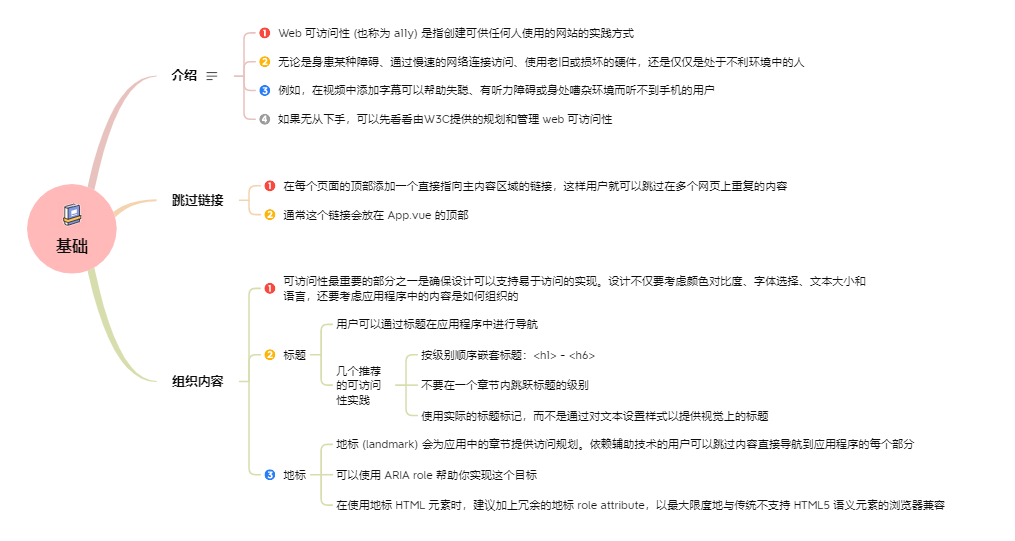 基础
介绍
1 Web 可访问性 (也称为 a11y) 是指创建可供任何人使用的网站的实践方式
2 无论是身患某种障碍、通过慢速的网络连接访问、使用老旧或损坏的硬件，还是仅仅是处于不利环境中的人
3 例如，在视频中添加字幕可以帮助失聪、有听力障碍或身处嘈杂环境而听不到手机的用户
4 如果无从下手，可以先看看由W3C提供的规划和管理 web 可访问性
跳过链接
1 在每个页面的顶部添加一个直接指向主内容区域的链接，这样用户就可以跳过在多个网页上重复的内容
2 通常这个链接会放在 App.vue 的顶部
组织内容
1 可访问性最重要的部分之一是确保设计可以支持易于访问的实现。设计不仅要考虑颜色对比度、字体选择、文本大小和
语言，还要考虑应用程序中的内容是如何组织的
2 标题
用户可以通过标题在应用程序中进行导航
几个推荐
的可访问
性实践
按级别顺序嵌套标题：<h1> - <h6>
不要在一个章节内跳跃标题的级别
使用实际的标题标记，而不是通过对文本设置样式以提供视觉上的标题
3 地标
地标 (landmark) 会为应用中的章节提供访问规划。依赖辅助技术的用户可以跳过内容直接导航到应用程序的每个部分
可以使用 ARIA role 帮助你实现这个目标
在使用地标 HTML 元素时，建议加上冗余的地标 role attribute，以最大限度地与传统不支持 HTML5 语义元素的浏览器兼容